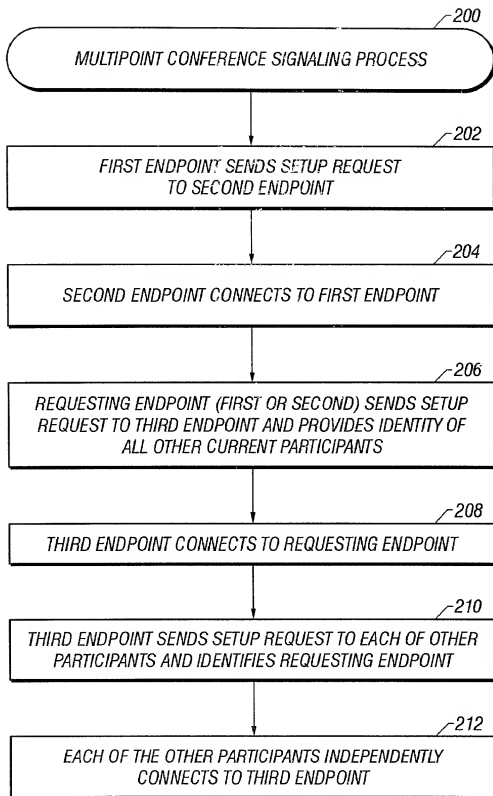 200
MULTIPOINT CONFERENCE SIGNALING PROCESS
202
FIRST ENDPOINT SENDS SETUP REQUEST
TO SECOND ENDPOINT
204
SECOND ENDPOINT CONNECTS TO FIRST ENDPOINT
206
REQUESTING ENDPOINT (FIRST OR SECOND) SENDS SETUP
REQUEST TO THIRD ENDPOINT AND PROVIDES IDENTITY OF
ALL OTHER CURRENT PARTICIPANTS
208
THIRD ENDPOINT CONNECTS TO REQUESTING ENDPOINT
210
THIRD ENDPOINT SENDS SETUP REQUEST TO EACH OF OTHER
PARTICIPANTS AND IDENTIFIES REQUESTING ENDPOINT
212
EACH OF THE OTHER PARTICIPANTS INDEPENDENTLY
CONNECTS TO THIRD ENDPOINT